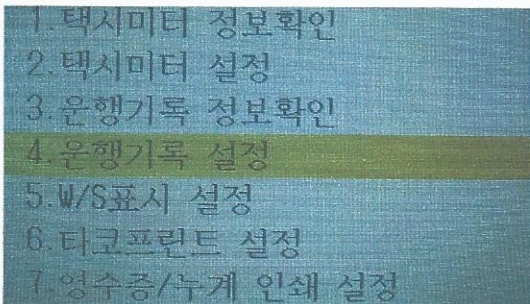 1.택시미터 정보확인
2.택시미터 설정
3.운행기록 정보확인
4.운행기록 설정
5.W/S표시 설정
6.타코프린트 설정
7.영수증/누계 인쇄 설정